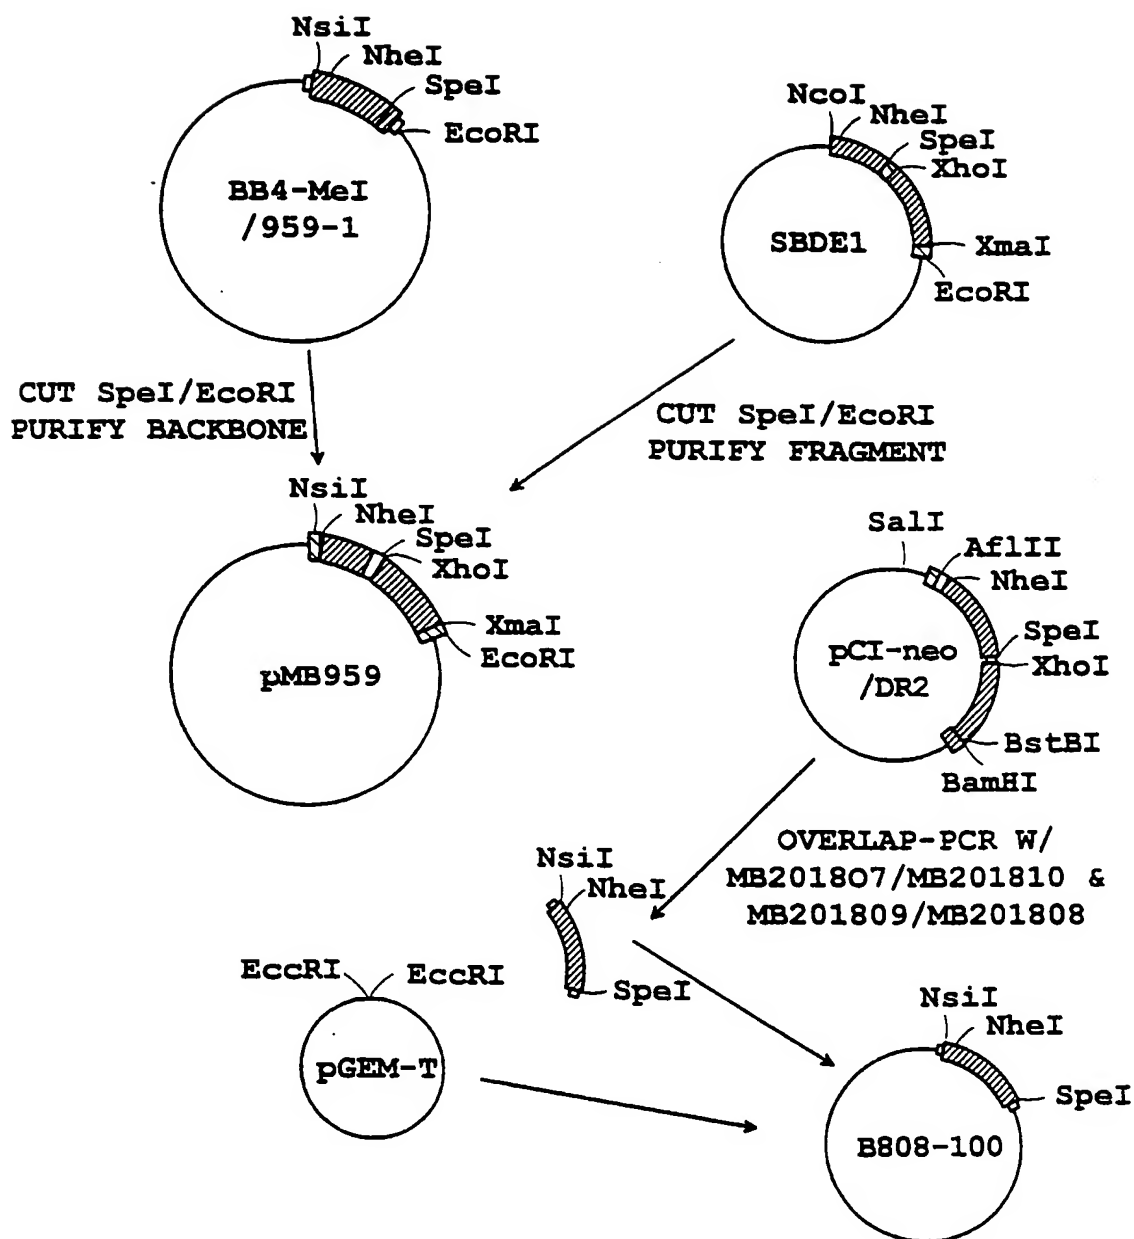 NsiI
NheI
SpeI
EcoRI
BB4-MeI
/959-1
NcoI
NheI
SpeI
XhoI
SBDE1
XmaI
EcoRI
CUT SpeI/EcoRI
PURIFY BACKBONE
CUT SpeI/EcoRI
PURIFY FRAGMENT
NsiI
NheI
SpeI
XhoI
XmaI
EcoRI
pMB959
SalI
AflII
NheI
SpeI
XhoI
pCI-neo
/DR2
BstBI
BamHI
OVERLAP-PCR W/
MB201807/MB201810 &
MB201809/MB201808
NsiI
NheI
SpeI
EccRI
EccRI
pGEM-T
NsiI
NheI
SpeI
B808-100